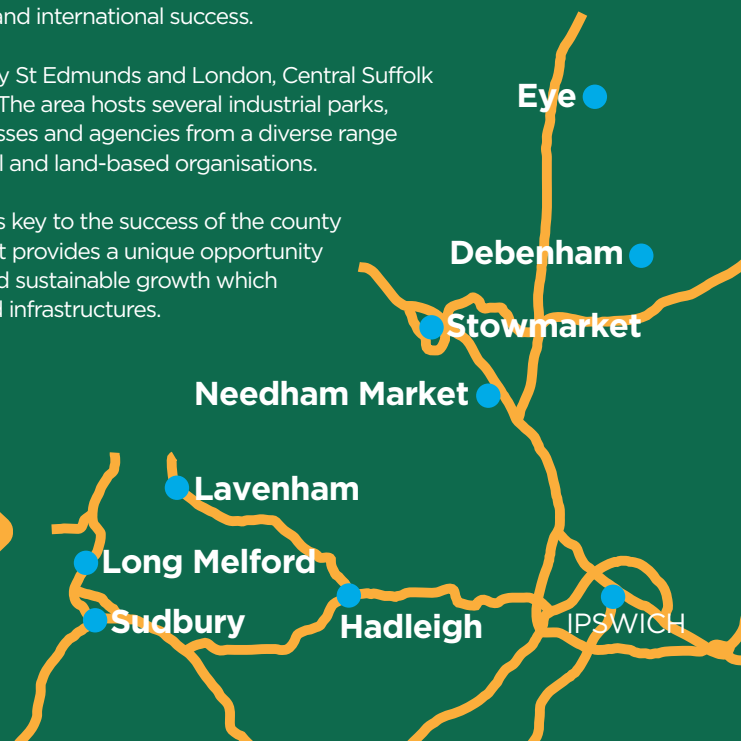 and international success.
y St Edmunds and London, Central Suffolk
The area hosts several industrial parks,
sses and agencies from a diverse range
l and land-based organisations.
s key to the success of the county
t provides a unique opportunity
d sustainable growth which
l infrastructures.
Eye
Debenham
Stowmarket
Needham Market
Lavenham
Long Melford
Sudbury
Hadleigh
IPSWICH